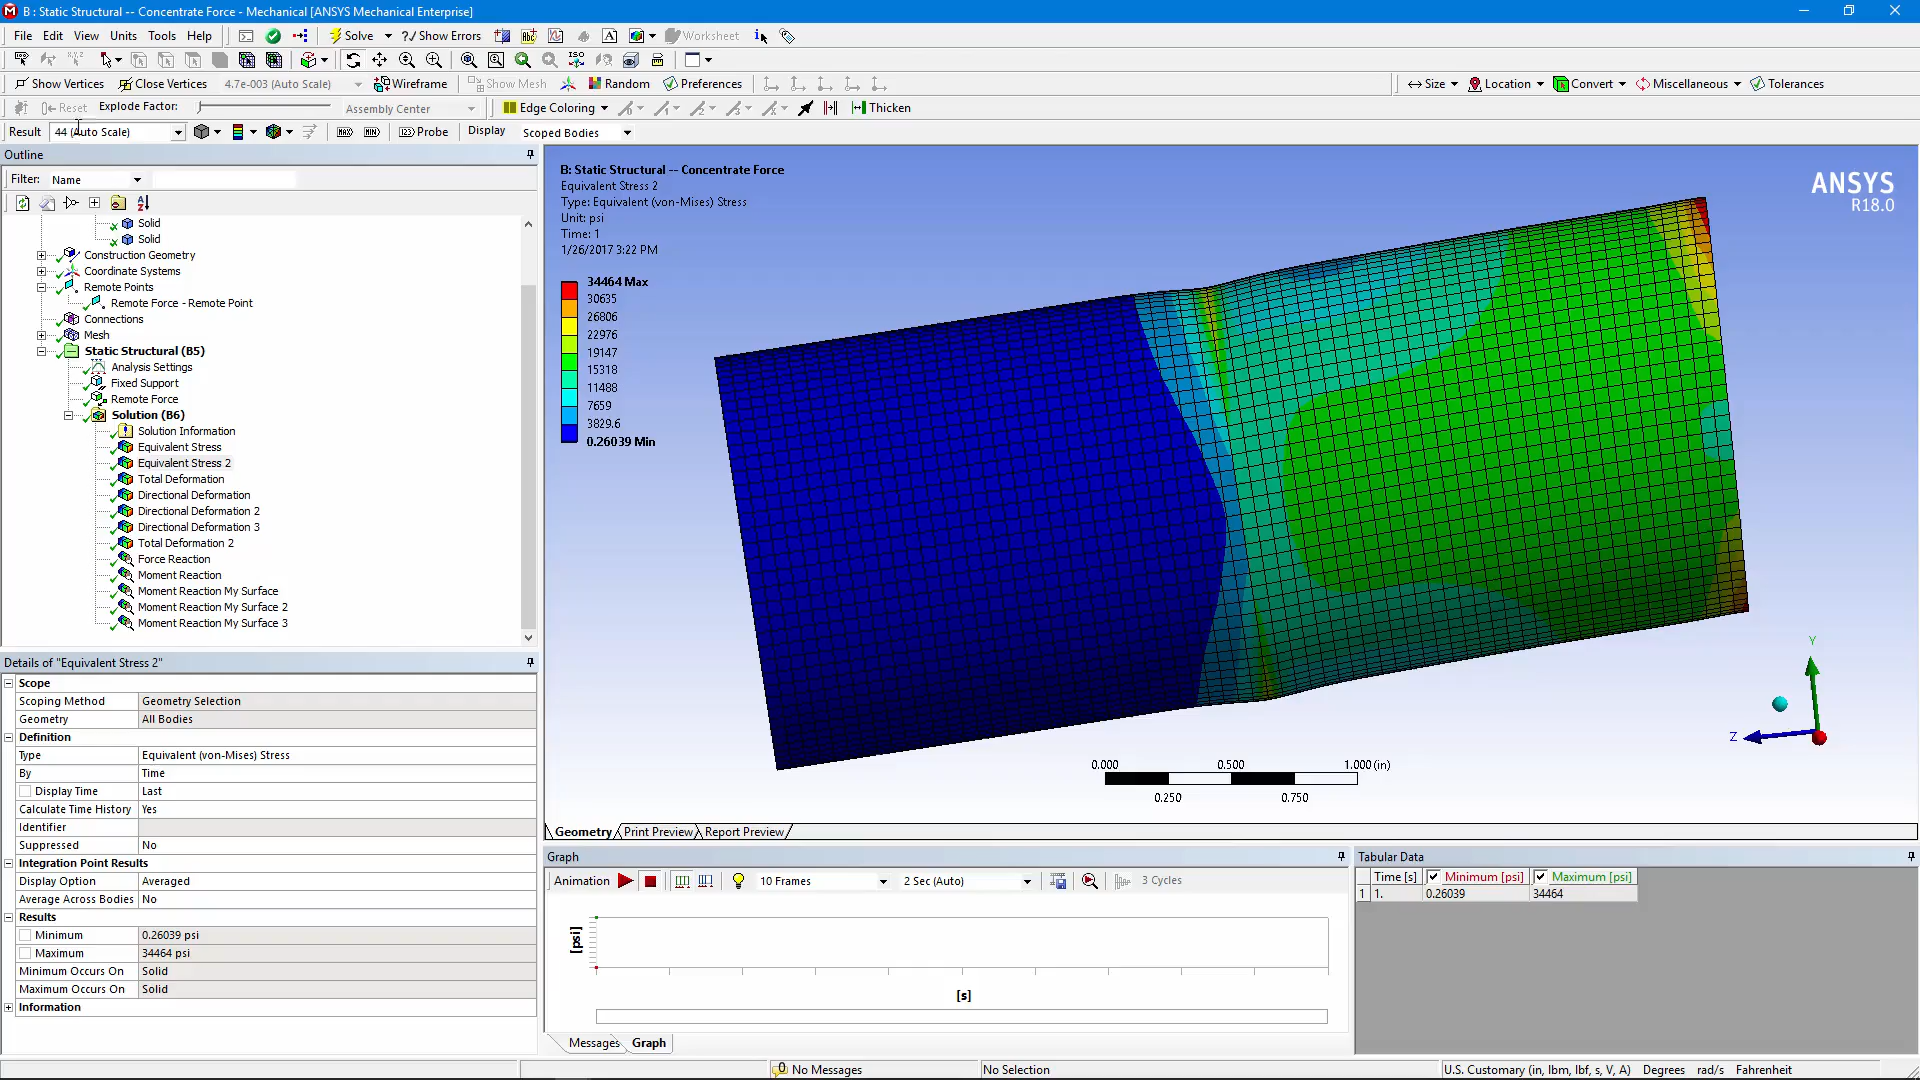 B : Static Structural -- Concentrate Force - Mechanical [ANSYS Mechanical Enterprise]
File Edit View Units Tools Help Solve ?/ Show Errors Worksheet
Show Vertices Close Vertices 4.7e-003 (Auto Scale) Wireframe Show Mesh Random Preferences Size Location Convert Miscellaneous Tolerances
Reset Explode Factor: Assembly Center Edge Coloring Thicken
Result 44 (Auto Scale) MAX MIN 123 Probe Display Scoped Bodies
Outline
Filter: Name
Solid
Solid
Construction Geometry
Coordinate Systems
Remote Points
Remote Force - Remote Point
Connections
Mesh
Static Structural (B5)
Analysis Settings
Fixed Support
Remote Force
Solution (B6)
Solution Information
Equivalent Stress
Equivalent Stress 2
Total Deformation
Directional Deformation
Directional Deformation 2
Directional Deformation 3
Total Deformation 2
Force Reaction
Moment Reaction
Moment Reaction My Surface
Moment Reaction My Surface 2
Moment Reaction My Surface 3
Details of "Equivalent Stress 2"
Scope
Scoping Method Geometry Selection
Geometry All Bodies
Definition
Type Equivalent (von-Mises) Stress
By Time
Display Time Last
Calculate Time History Yes
Identifier
Suppressed No
Integration Point Results
Display Option Averaged
Average Across Bodies No
Results
Minimum 0.26039 psi
Maximum 34464 psi
Minimum Occurs On Solid
Maximum Occurs On Solid
Information
B: Static Structural -- Concentrate Force
Equivalent Stress 2
Type: Equivalent (von-Mises) Stress
Unit: psi
Time: 1
1/26/2017 3:22 PM
34464 Max
30635
26806
22976
19147
15318
11488
7659
3829.6
0.26039 Min
ANSYS
R18.0
Y
Z
0.000 0.500 1.000 (in)
0.250 0.750
Geometry Print Preview Report Preview
Graph
Animation 10 Frames 2 Sec (Auto) 3 Cycles
[psi]
[s]
Messages Graph
Tabular Data
Time [s] Minimum [psi] Maximum [psi]
1 1. 0.26039 34464
No Messages No Selection U.S. Customary (in, lbm, lbf, s, V, A) Degrees rad/s Fahrenheit